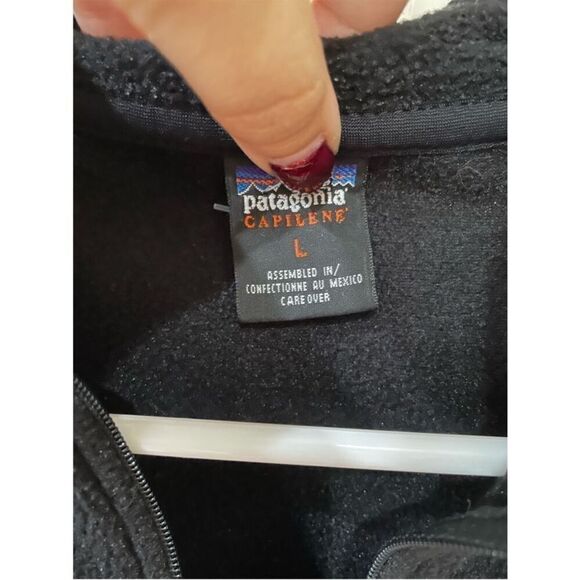 patagonia®
CAPILENE®
L
ASSEMBLED IN/
CONFECTIONNE AU MEXICO
CARE OVER